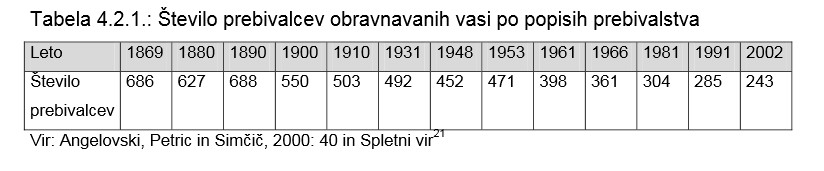 Tabela 4.2.1.: Število prebivalcev obravnavanih vasi po popisih prebivalstva
Leto 1869 1880 1890 1900 1910 1931 1948 1953 1961 1966 1981 1991 2002
Število 686 627 688 550 503 492 452 471 398 361 304 285 243
prebivalcev
Vir: Angelovski, Petric in Simčič, 2000: 40 in Spletni vir21